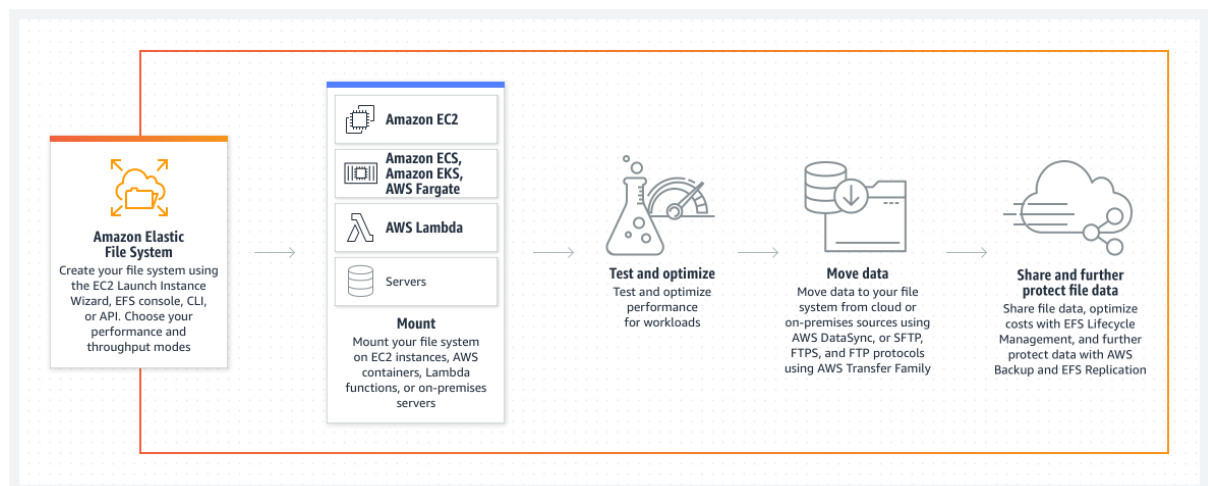 Amazon Elastic
File System
Create your file system using
the EC2 Launch Instance
Wizard, EFS console, CLI,
or API. Choose your
performance and
throughput modes
Amazon EC2
Amazon ECS,
Amazon EKS,
AWS Fargate
AWS Lambda
Servers
Mount
Mount your file system
on EC2 instances, AWS
containers, Lambda
functions, or on-premises
servers
Test and optimize
Test and optimize
performance
for workloads
Move data
Move data to your file
system from cloud or
on-premises sources using
AWS DataSync, or SFTP,
FTPS, and FTP protocols
using AWS Transfer Family
Share and further
protect file data
Share file data, optimize
costs with EFS Lifecycle
Management, and further
protect data with AWS
Backup and EFS Replication